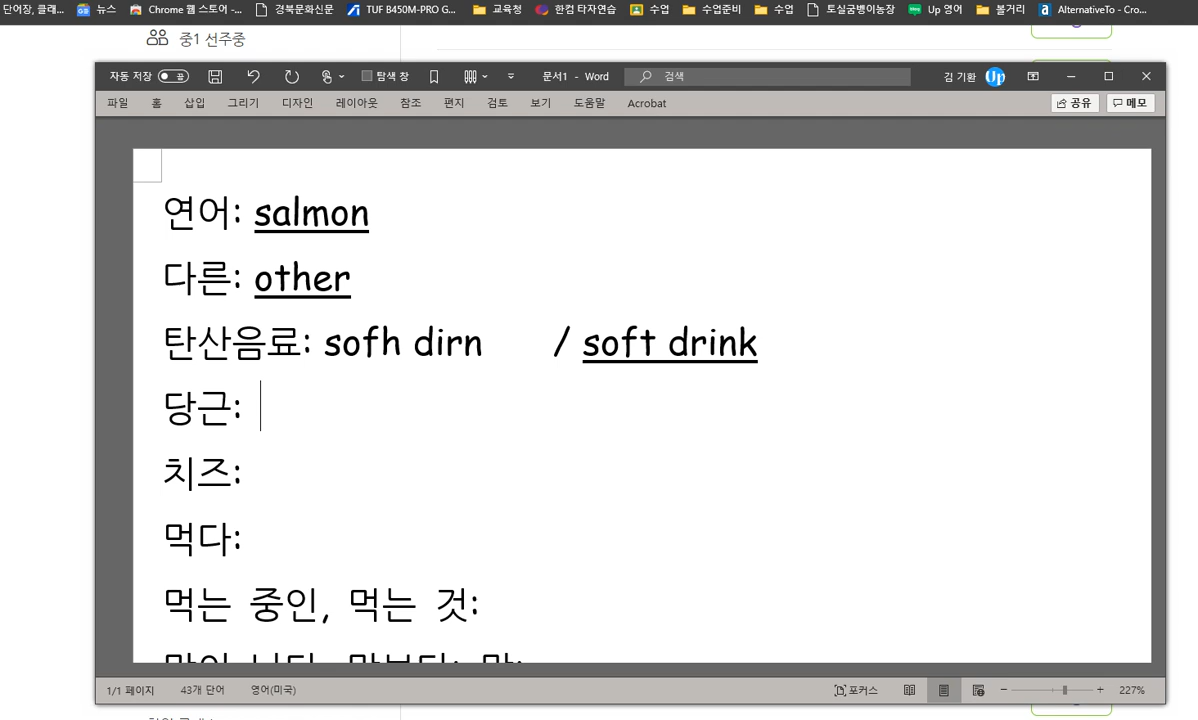 단어장, 클래... 뉴스 Chrome 웹 스토어 -... 경북문화신문 TUF B450M-PRO G... 교육청 한컴 타자연습 수업 수업준비 수업 토실굼벵이농장 Up 영어 볼거리 AlternativeTo - Cro...
중1 선주중
자동 저장 끔 탐색 창 문서1 - Word 검색 김 기환 Up
파일 홈 삽입 그리기 디자인 레이아웃 참조 편지 검토 보기 도움말 Acrobat 공유 메모
연어: salmon
다른: other
탄산음료: sofh dirn / soft drink
당근:
치즈:
먹다:
먹는 중인, 먹는 것:
1/1 페이지 43개 단어 영어(미국) 포커스 227%